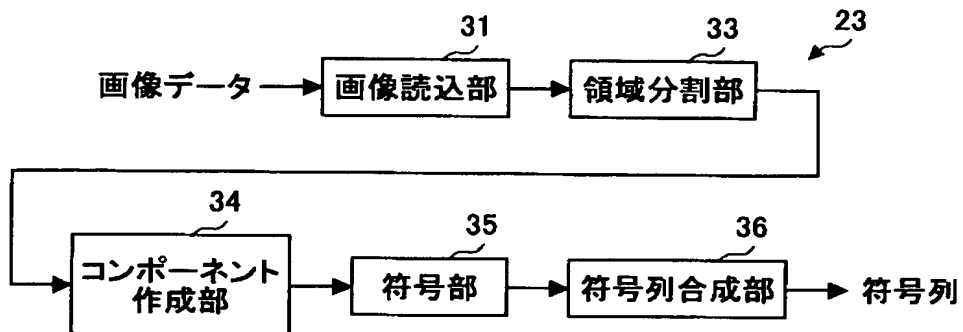 31
33
23
画像データ
画像読込部
領域分割部
34
35
36
コンポーネント
作成部
符号部
符号列合成部
符号列